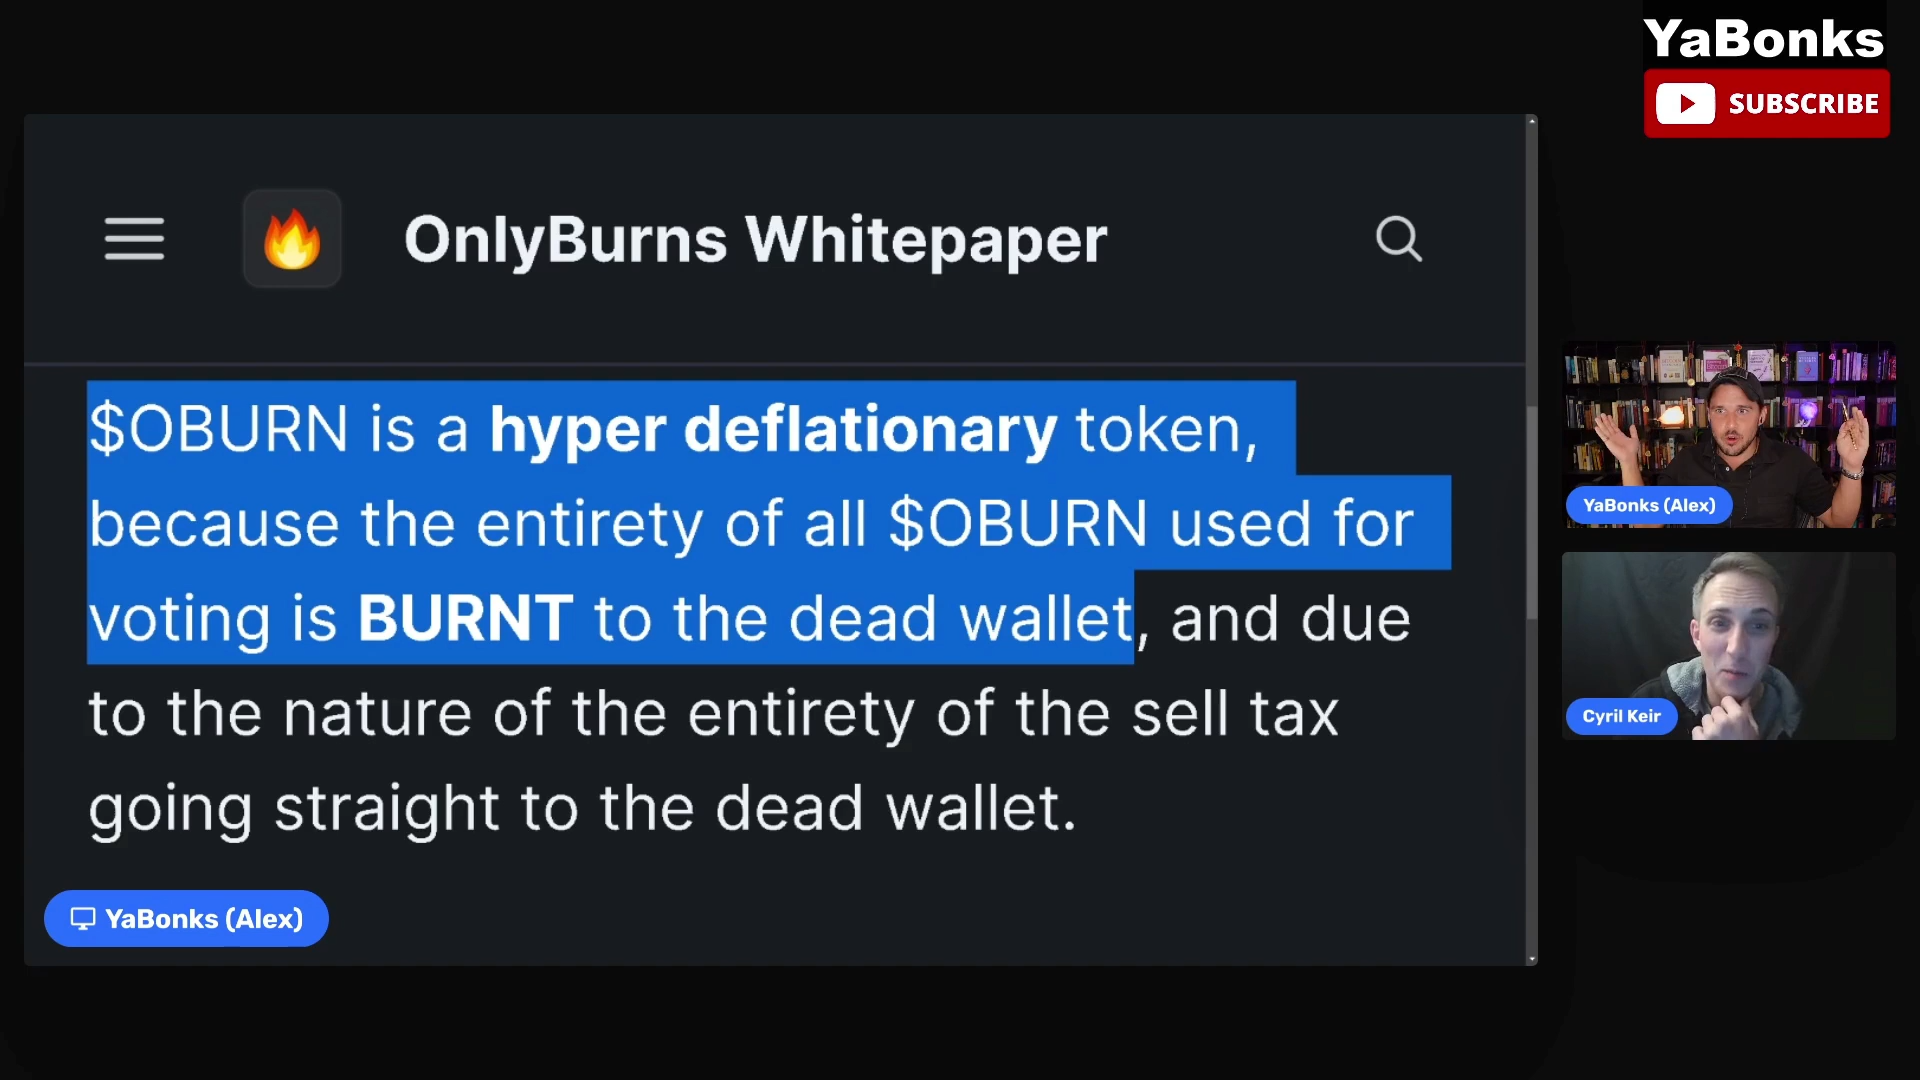 YaBonks
SUBSCRIBE
OnlyBurns Whitepaper
$OBURN is a hyper deflationary token,
because the entirety of all $OBURN used for
voting is BURNT to the dead wallet, and due
to the nature of the entirety of the sell tax
going straight to the dead wallet.
YaBonks (Alex)
YaBonks (Alex)
Cyril Keir